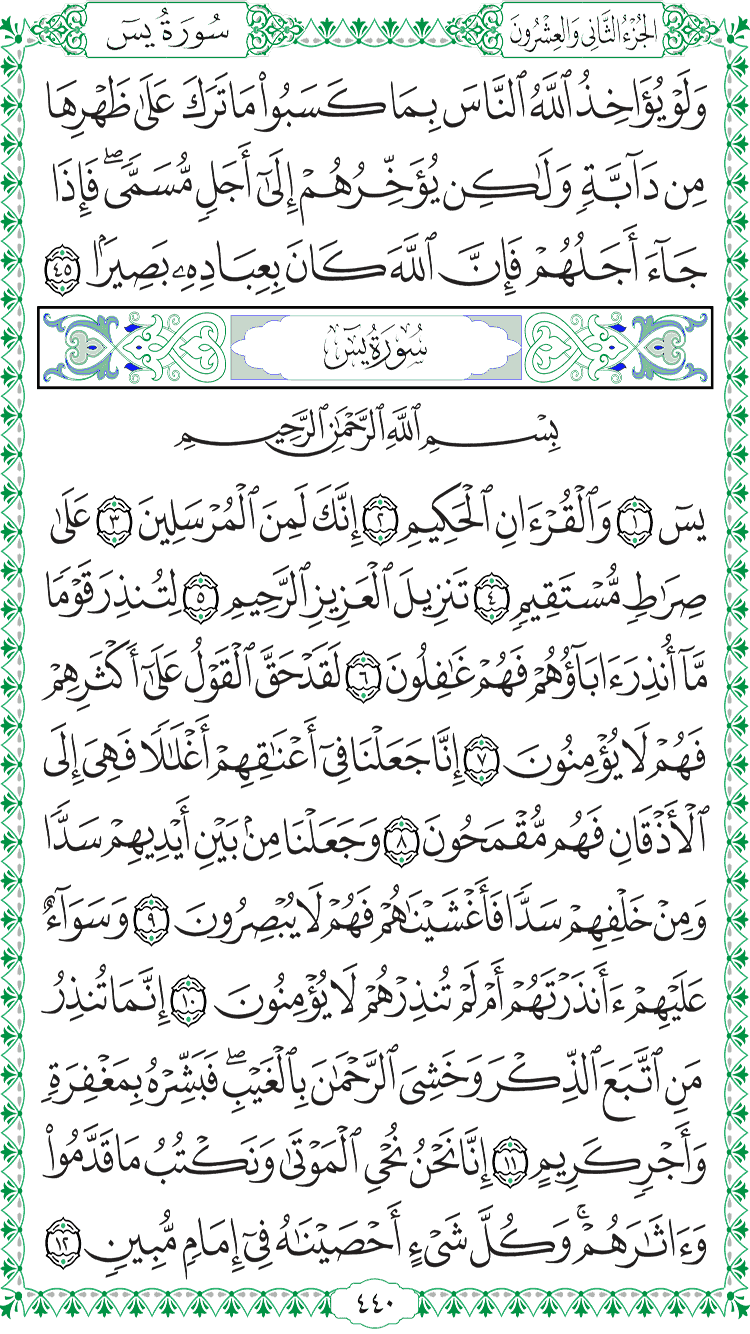 الجُزْءُ الثَّانِي وَالعِشْرُونَ
سُورَةُ يسٓ
وَلَوْ يُؤَاخِذُ ٱللَّهُ ٱلنَّاسَ بِمَا كَسَبُوا۟ مَا تَرَكَ عَلَىٰ ظَهْرِهَا
مِن دَآبَّةٍ وَلَٰكِن يُؤَخِّرُهُمْ إِلَىٰٓ أَجَلٍ مُّسَمًّى ۖ فَإِذَا
جَآءَ أَجَلُهُمْ فَإِنَّ ٱللَّهَ كَانَ بِعِبَادِهِۦ بَصِيرًۢا ٤٥
سُورَةُ يسٓ
بِسْمِ ٱللَّهِ ٱلرَّحْمَٰنِ ٱلرَّحِيمِ
يسٓ ١ وَٱلْقُرْءَانِ ٱلْحَكِيمِ ٢ إِنَّكَ لَمِنَ ٱلْمُرْسَلِينَ ٣ عَلَىٰ
صِرَٰطٍ مُّسْتَقِيمٍ ٤ تَنزِيلَ ٱلْعَزِيزِ ٱلرَّحِيمِ ٥ لِتُنذِرَ قَوْمًا
مَّآ أُنذِرَ ءَابَآؤُهُمْ فَهُمْ غَٰفِلُونَ ٦ لَقَدْ حَقَّ ٱلْقَوْلُ عَلَىٰٓ أَكْثَرِهِمْ
فَهُمْ لَا يُؤْمِنُونَ ٧ إِنَّا جَعَلْنَا فِىٓ أَعْنَٰقِهِمْ أَغْلَٰلًا فَهِىَ إِلَى
ٱلْأَذْقَانِ فَهُم مُّقْمَحُونَ ٨ وَجَعَلْنَا مِنۢ بَيْنِ أَيْدِيهِمْ سَدًّا
وَمِنْ خَلْفِهِمْ سَدًّا فَأَغْشَيْنَٰهُمْ فَهُمْ لَا يُبْصِرُونَ ٩ وَسَوَآءٌ
عَلَيْهِمْ ءَأَنذَرْتَهُمْ أَمْ لَمْ تُنذِرْهُمْ لَا يُؤْمِنُونَ ١٠ إِنَّمَا تُنذِرُ
مَنِ ٱتَّبَعَ ٱلذِّكْرَ وَخَشِىَ ٱلرَّحْمَٰنَ بِٱلْغَيْبِ ۖ فَبَشِّرْهُ بِمَغْفِرَةٍ
وَأَجْرٍ كَرِيمٍ ١١ إِنَّا نَحْنُ نُحْىِ ٱلْمَوْتَىٰ وَنَكْتُبُ مَا قَدَّمُوا۟
وَءَاثَٰرَهُمْ ۚ وَكُلَّ شَىْءٍ أَحْصَيْنَٰهُ فِىٓ إِمَامٍ مُّبِينٍ ١٢
٤٤٠